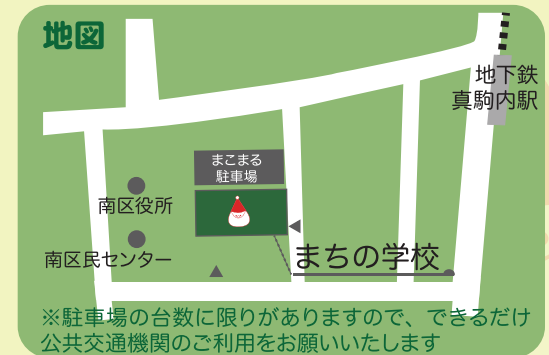 地図
地下鉄
真駒内駅
まこまる
駐車場
南区役所
南区民センター
まちの学校
※駐車場の台数に限りがありますので、できるだけ
公共交通機関のご利用をお願いいたします